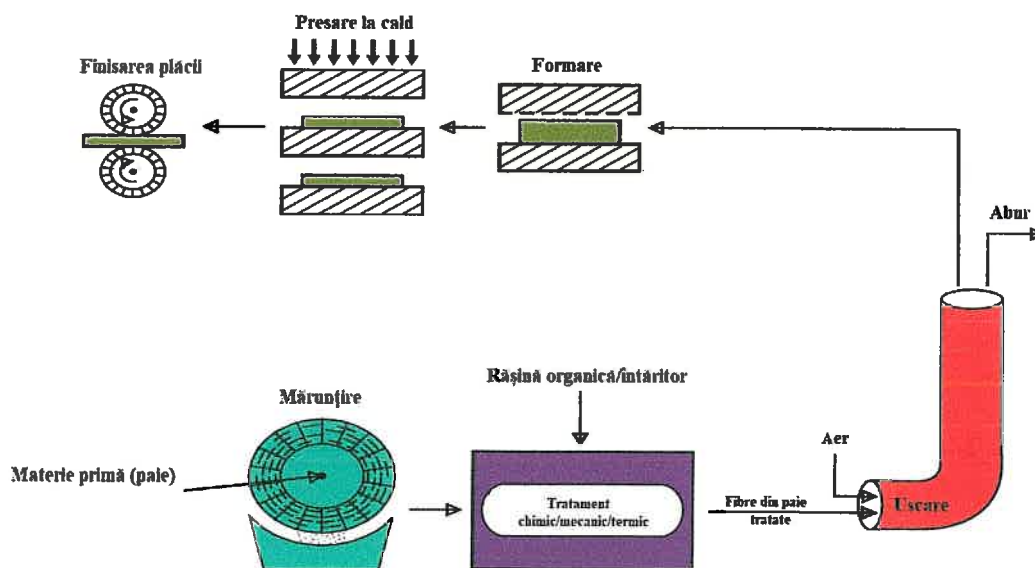 Presare la cald
Finisarea plăcii
Formare
Abur
Rășină organică/întăritor
Mărunțire
Aer
Materie primă (paie)
Tratament
chimic/mecanic/termic
Fibre din paie
tratate
Uscare